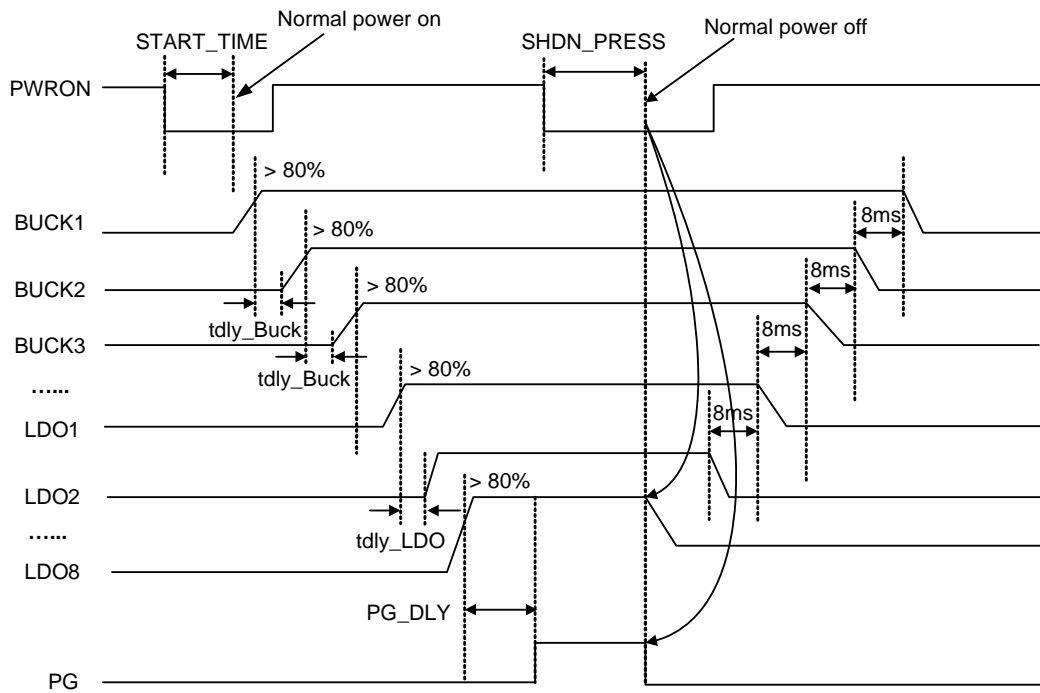 Normal power on
START_TIME
SHDN_PRESS
Normal power off
PWRON
> 80%
BUCK1
8ms
> 80%
BUCK2
8ms
> 80%
tdly_Buck
BUCK3
8ms
tdly_Buck
…...
> 80%
8ms
LDO1
LDO2
> 80%
…...
tdly_LDO
LDO8
PG_DLY
PG